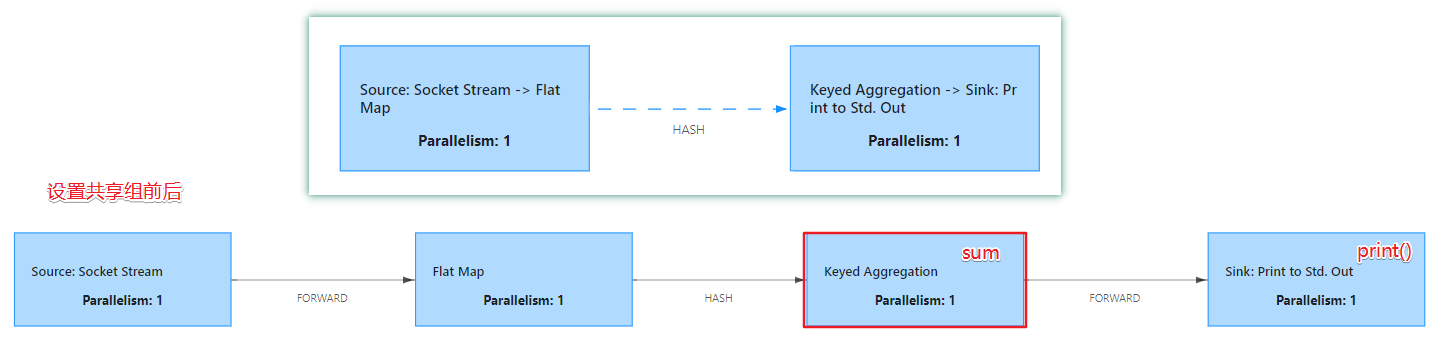 Source: Socket Stream -> Flat
Map
Parallelism: 1
HASH
Keyed Aggregation -> Sink: Pr
int to Std. Out
Parallelism: 1
设置共享组前后
Source: Socket Stream
Parallelism: 1
FORWARD
Flat Map
Parallelism: 1
HASH
sum
Keyed Aggregation
Parallelism: 1
FORWARD
print()
Sink: Print to Std. Out
Parallelism: 1